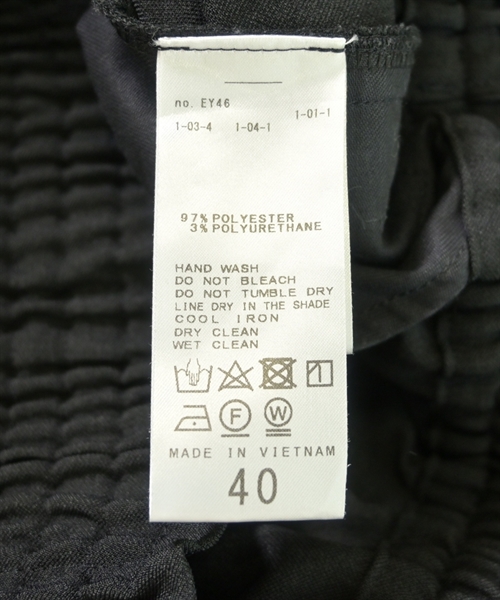 no. EY46
1-01-1
1-03-4 1-04-1
97% POLYESTER
3% POLYURETHANE
HAND WASH
DO NOT BLEACH
DO NOT TUMBLE DRY
LINE DRY IN THE SHADE
COOL IRON
DRY CLEAN
WET CLEAN
F W
MADE IN VIETNAM
40